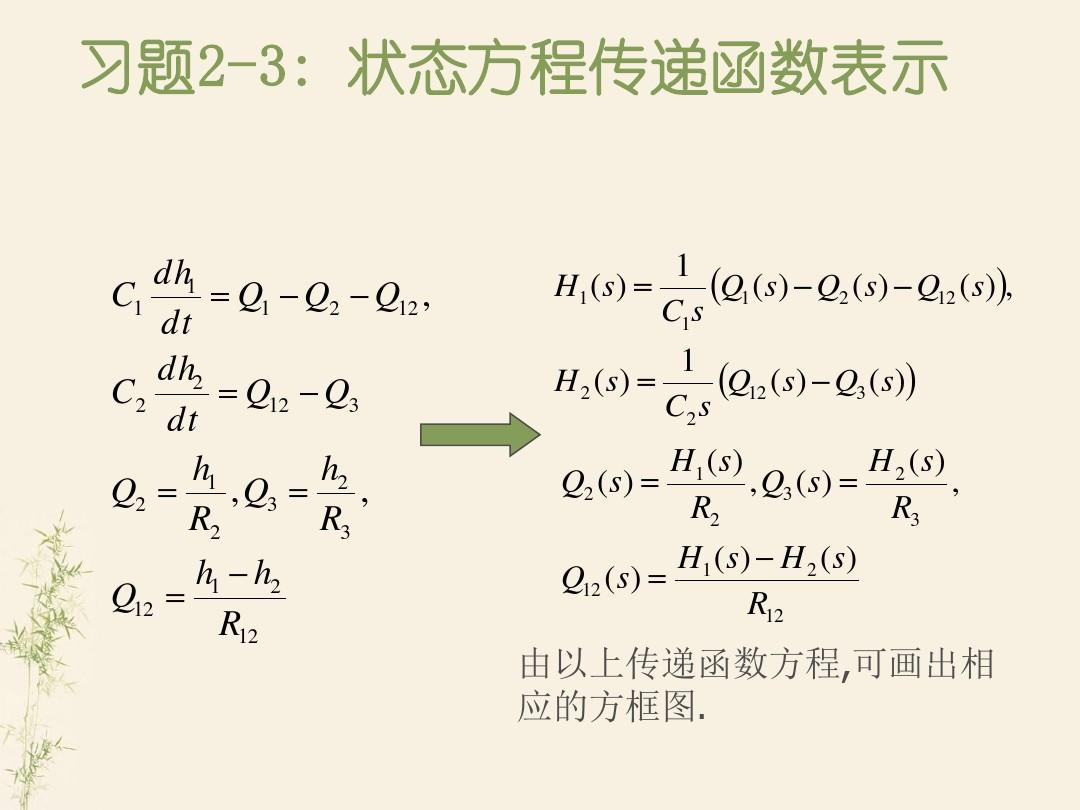 习题2-3：状态方程传递函数表示
C₁ dh₁/dt = Q₁ − Q₂ − Q₁₂,
C₂ dh₂/dt = Q₁₂ − Q₃
Q₂ = h₁/R₂, Q₃ = h₂/R₃,
Q₁₂ = (h₁ − h₂)/R₁₂
H₁(s) = 1/(C₁s) (Q₁(s) − Q₂(s) − Q₁₂(s)),
H₂(s) = 1/(C₂s) (Q₁₂(s) − Q₃(s))
Q₂(s) = H₁(s)/R₂, Q₃(s) = H₂(s)/R₃,
Q₁₂(s) = (H₁(s) − H₂(s))/R₁₂
由以上传递函数方程,可画出相
应的方框图.